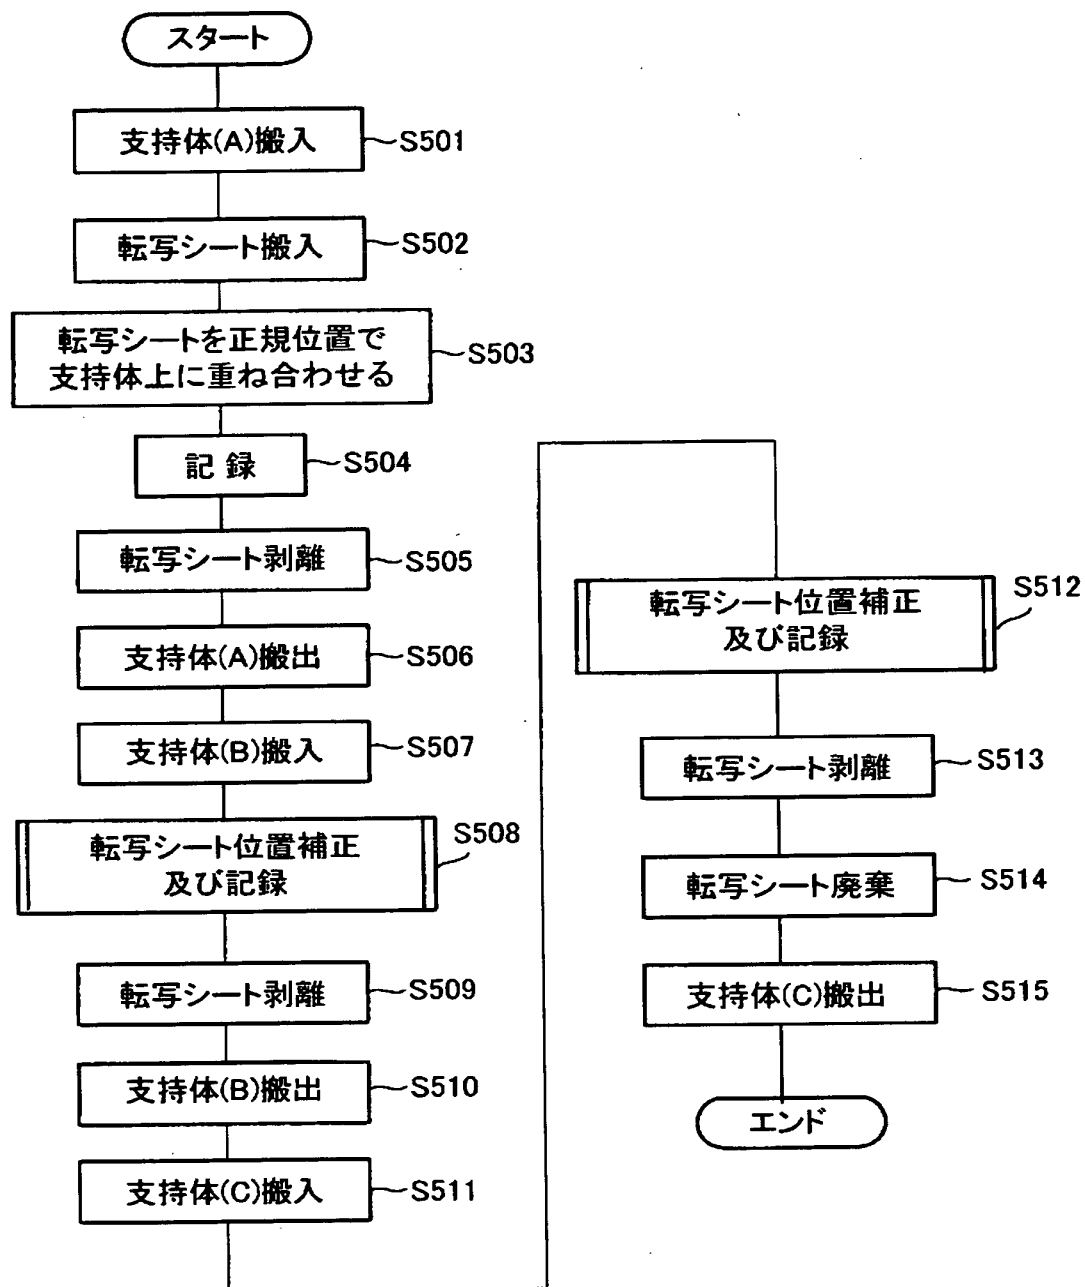 スタート
支持体(A)搬入
S501
転写シート搬入
S502
転写シートを正規位置で
支持体上に重ね合わせる
S503
記 録
S504
転写シート剥離
S505
支持体(A)搬出
S506
支持体(B)搬入
S507
転写シート位置補正
及び記録
S508
転写シート剥離
S509
支持体(B)搬出
S510
支持体(C)搬入
S511
転写シート位置補正
及び記録
S512
転写シート剥離
S513
転写シート廃棄
S514
支持体(C)搬出
S515
エンド